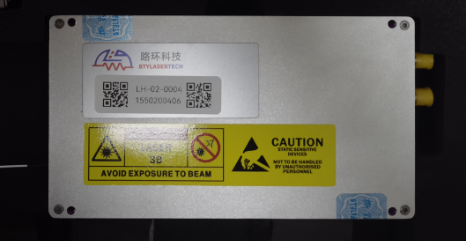 路环科技
BTYLASERTECH
LH-02-0004
1550200406
LASER
3B
AVOID EXPOSURE TO BEAM
CAUTION
STATIC SENSITIVE
DEVICES
NOT TO BE HANDLED
BY UNAUTHORISED
PERSONNEL